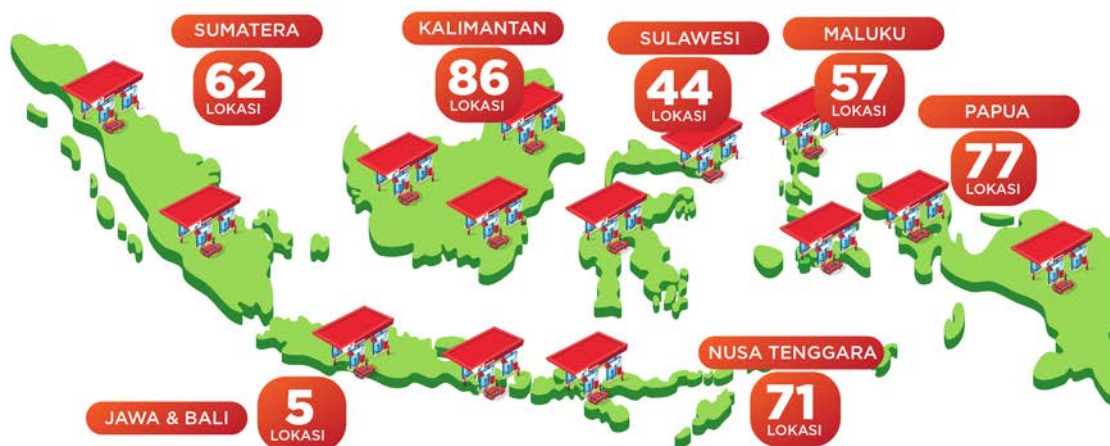 SUMATERA
62
LOKASI
KALIMANTAN
86
LOKASI
SULAWESI
44
LOKASI
MALUKU
57
LOKASI
PAPUA
77
LOKASI
JAWA & BALI
5
LOKASI
NUSA TENGGARA
71
LOKASI